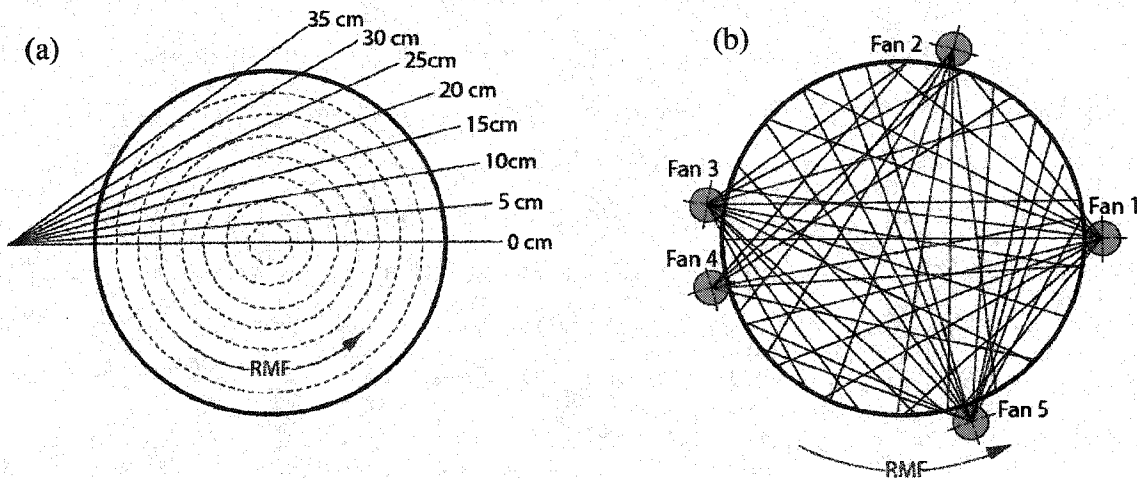 (a)
35 cm
30 cm
25cm
20 cm
15cm
10cm
5 cm
0 cm
RMF
(b)
Fan 2
Fan 3
Fan 1
Fan 4
Fan 5
RMF